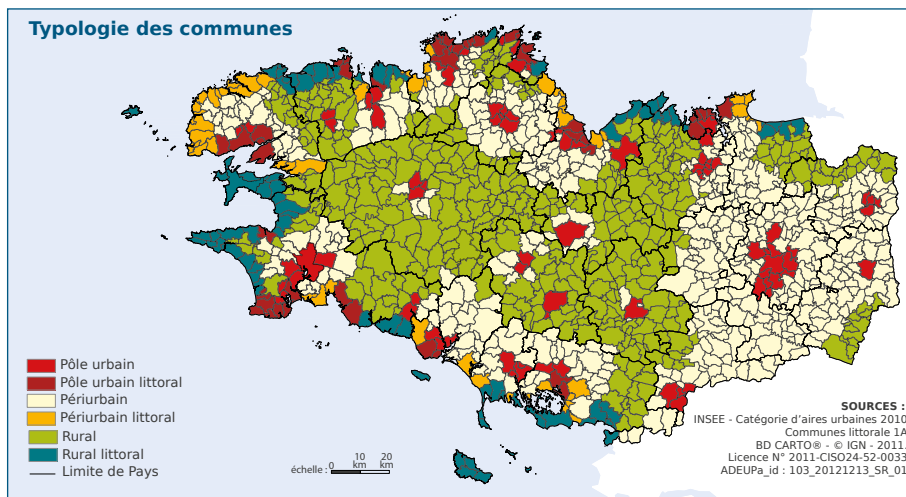 Typologie des communes
Pôle urbain
Pôle urbain littoral
Périurbain
Périurbain littoral
Rural
Rural littoral
Limite de Pays
échelle :
0 10 20
km km
SOURCES :
INSEE - Catégorie d'aires urbaines 2010
Communes littorale 1A
BD CARTO® - © IGN - 2011.
Licence N° 2011-CISO24-52-0033
ADEUPa_id : 103_20121213_SR_01